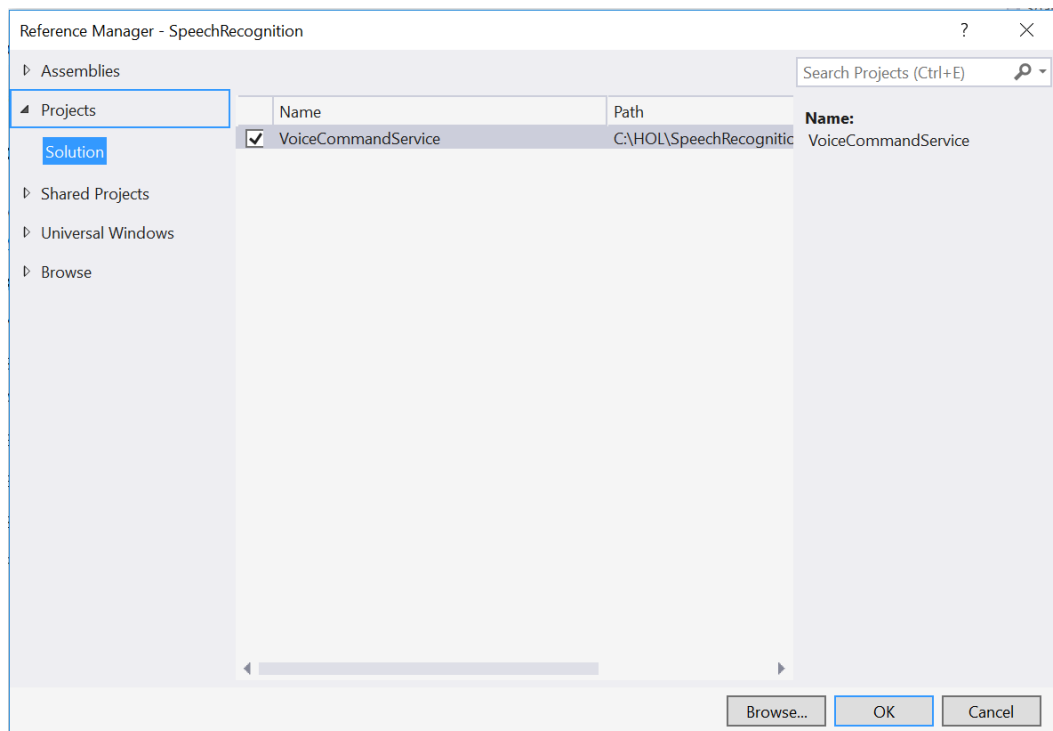 Reference Manager - SpeechRecognition ?
Assemblies
Search Projects (Ctrl+E)
Projects
Solution
Shared Projects
Universal Windows
Browse
Name Path
VoiceCommandService C:\HOL\SpeechRecognitic
Name:
VoiceCommandService
Browse... OK Cancel